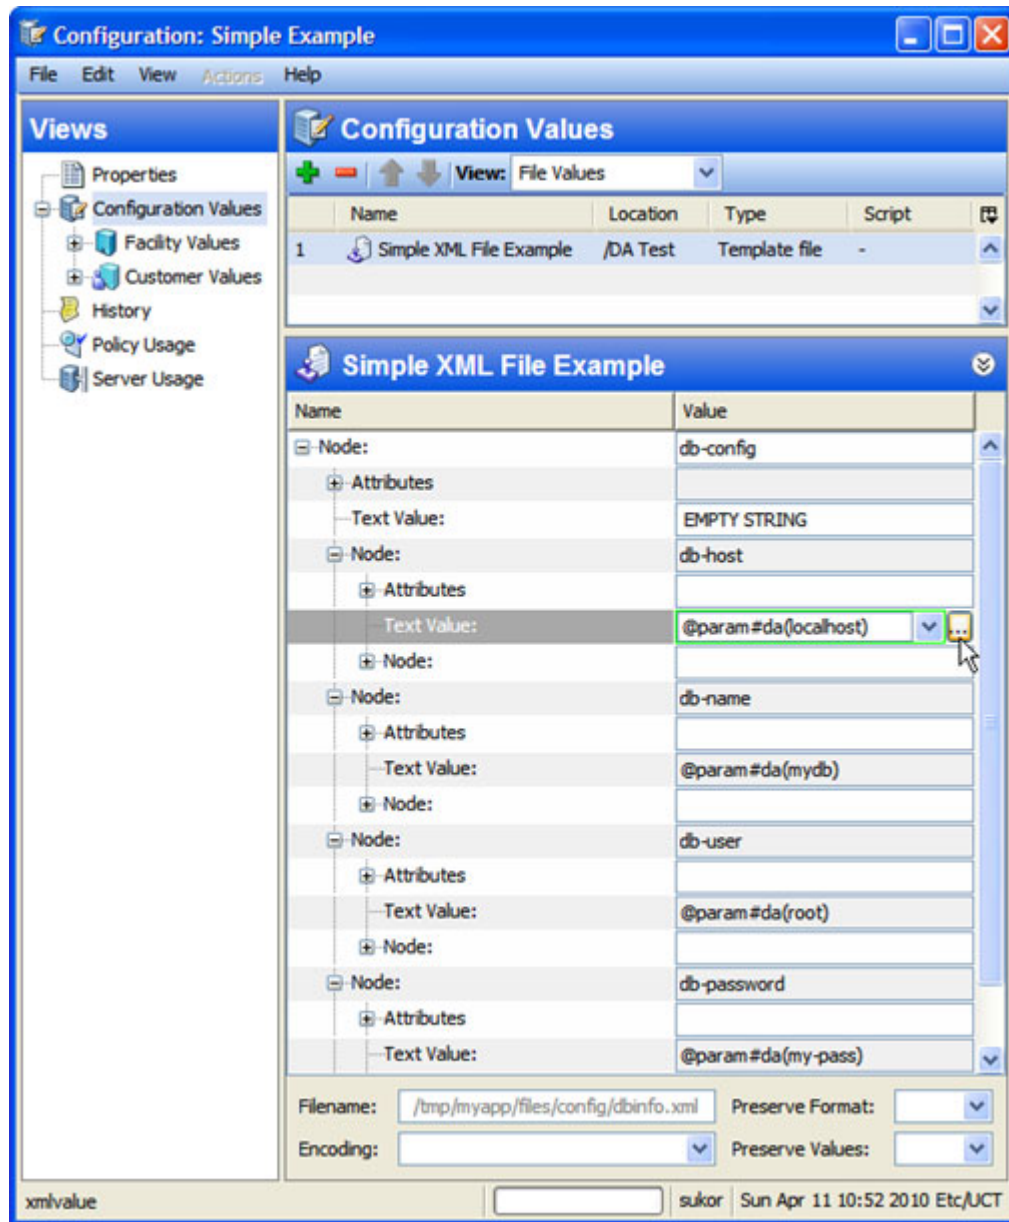 Configuration: Simple Example
File Edit View Actions Help
Views
Properties
Configuration Values
Facility Values
Customer Values
History
Policy Usage
Server Usage
Configuration Values
View: File Values
Name Location Type Script
1 Simple XML File Example /DA Test Template file -
Simple XML File Example
Name Value
Node: db-config
Attributes
Text Value: EMPTY STRING
Node: db-host
Attributes
Text Value: @param#da(localhost) ...
Node:
Node: db-name
Attributes
Text Value: @param#da(mydb)
Node:
Node: db-user
Attributes
Text Value: @param#da(root)
Node:
Node: db-password
Attributes
Text Value: @param#da(my-pass)
Filename: /tmp/myapp/files/config/dbinfo.xml Preserve Format:
Encoding: Preserve Values:
xmlvalue sukor Sun Apr 11 10:52 2010 Etc/UCT